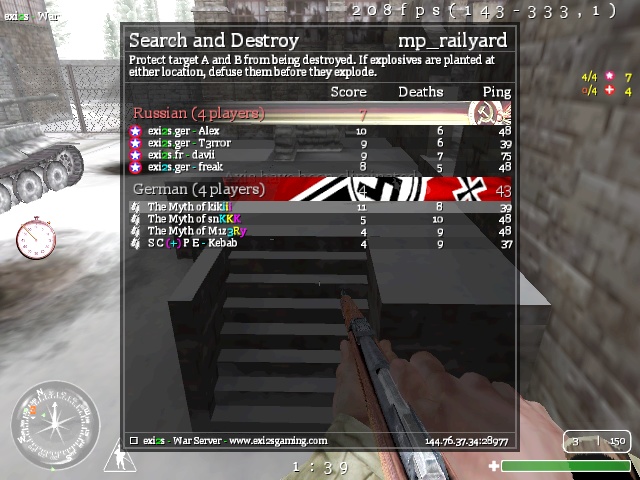 exi2s War
208fps(143-333,1)
Search and Destroy mp_railyard
Protect target A and B from being destroyed. If explosives are planted at
either location, defuse them before they explode.
Score Deaths Ping
4/4 7
0/4 4
Russian (4 players) 7
exi2s.ger - Alex 10 6 48
exi2s.ger - T3rror 9 6 39
exi2s.fr - davii 9 7 75
exi2s.ger - freak 8 5 48
have been eliminated
German (4 players) 4 43
The Myth of kikiii 11 8 39
The Myth of snKKK 5 10 48
The Myth of M1z3Ry 4 9 48
S C (+) P E - Kebab 4 9 37
exi2s - War Server - www.exi2sgaming.com 144.76.37.34:28977
3 | 150
1:39